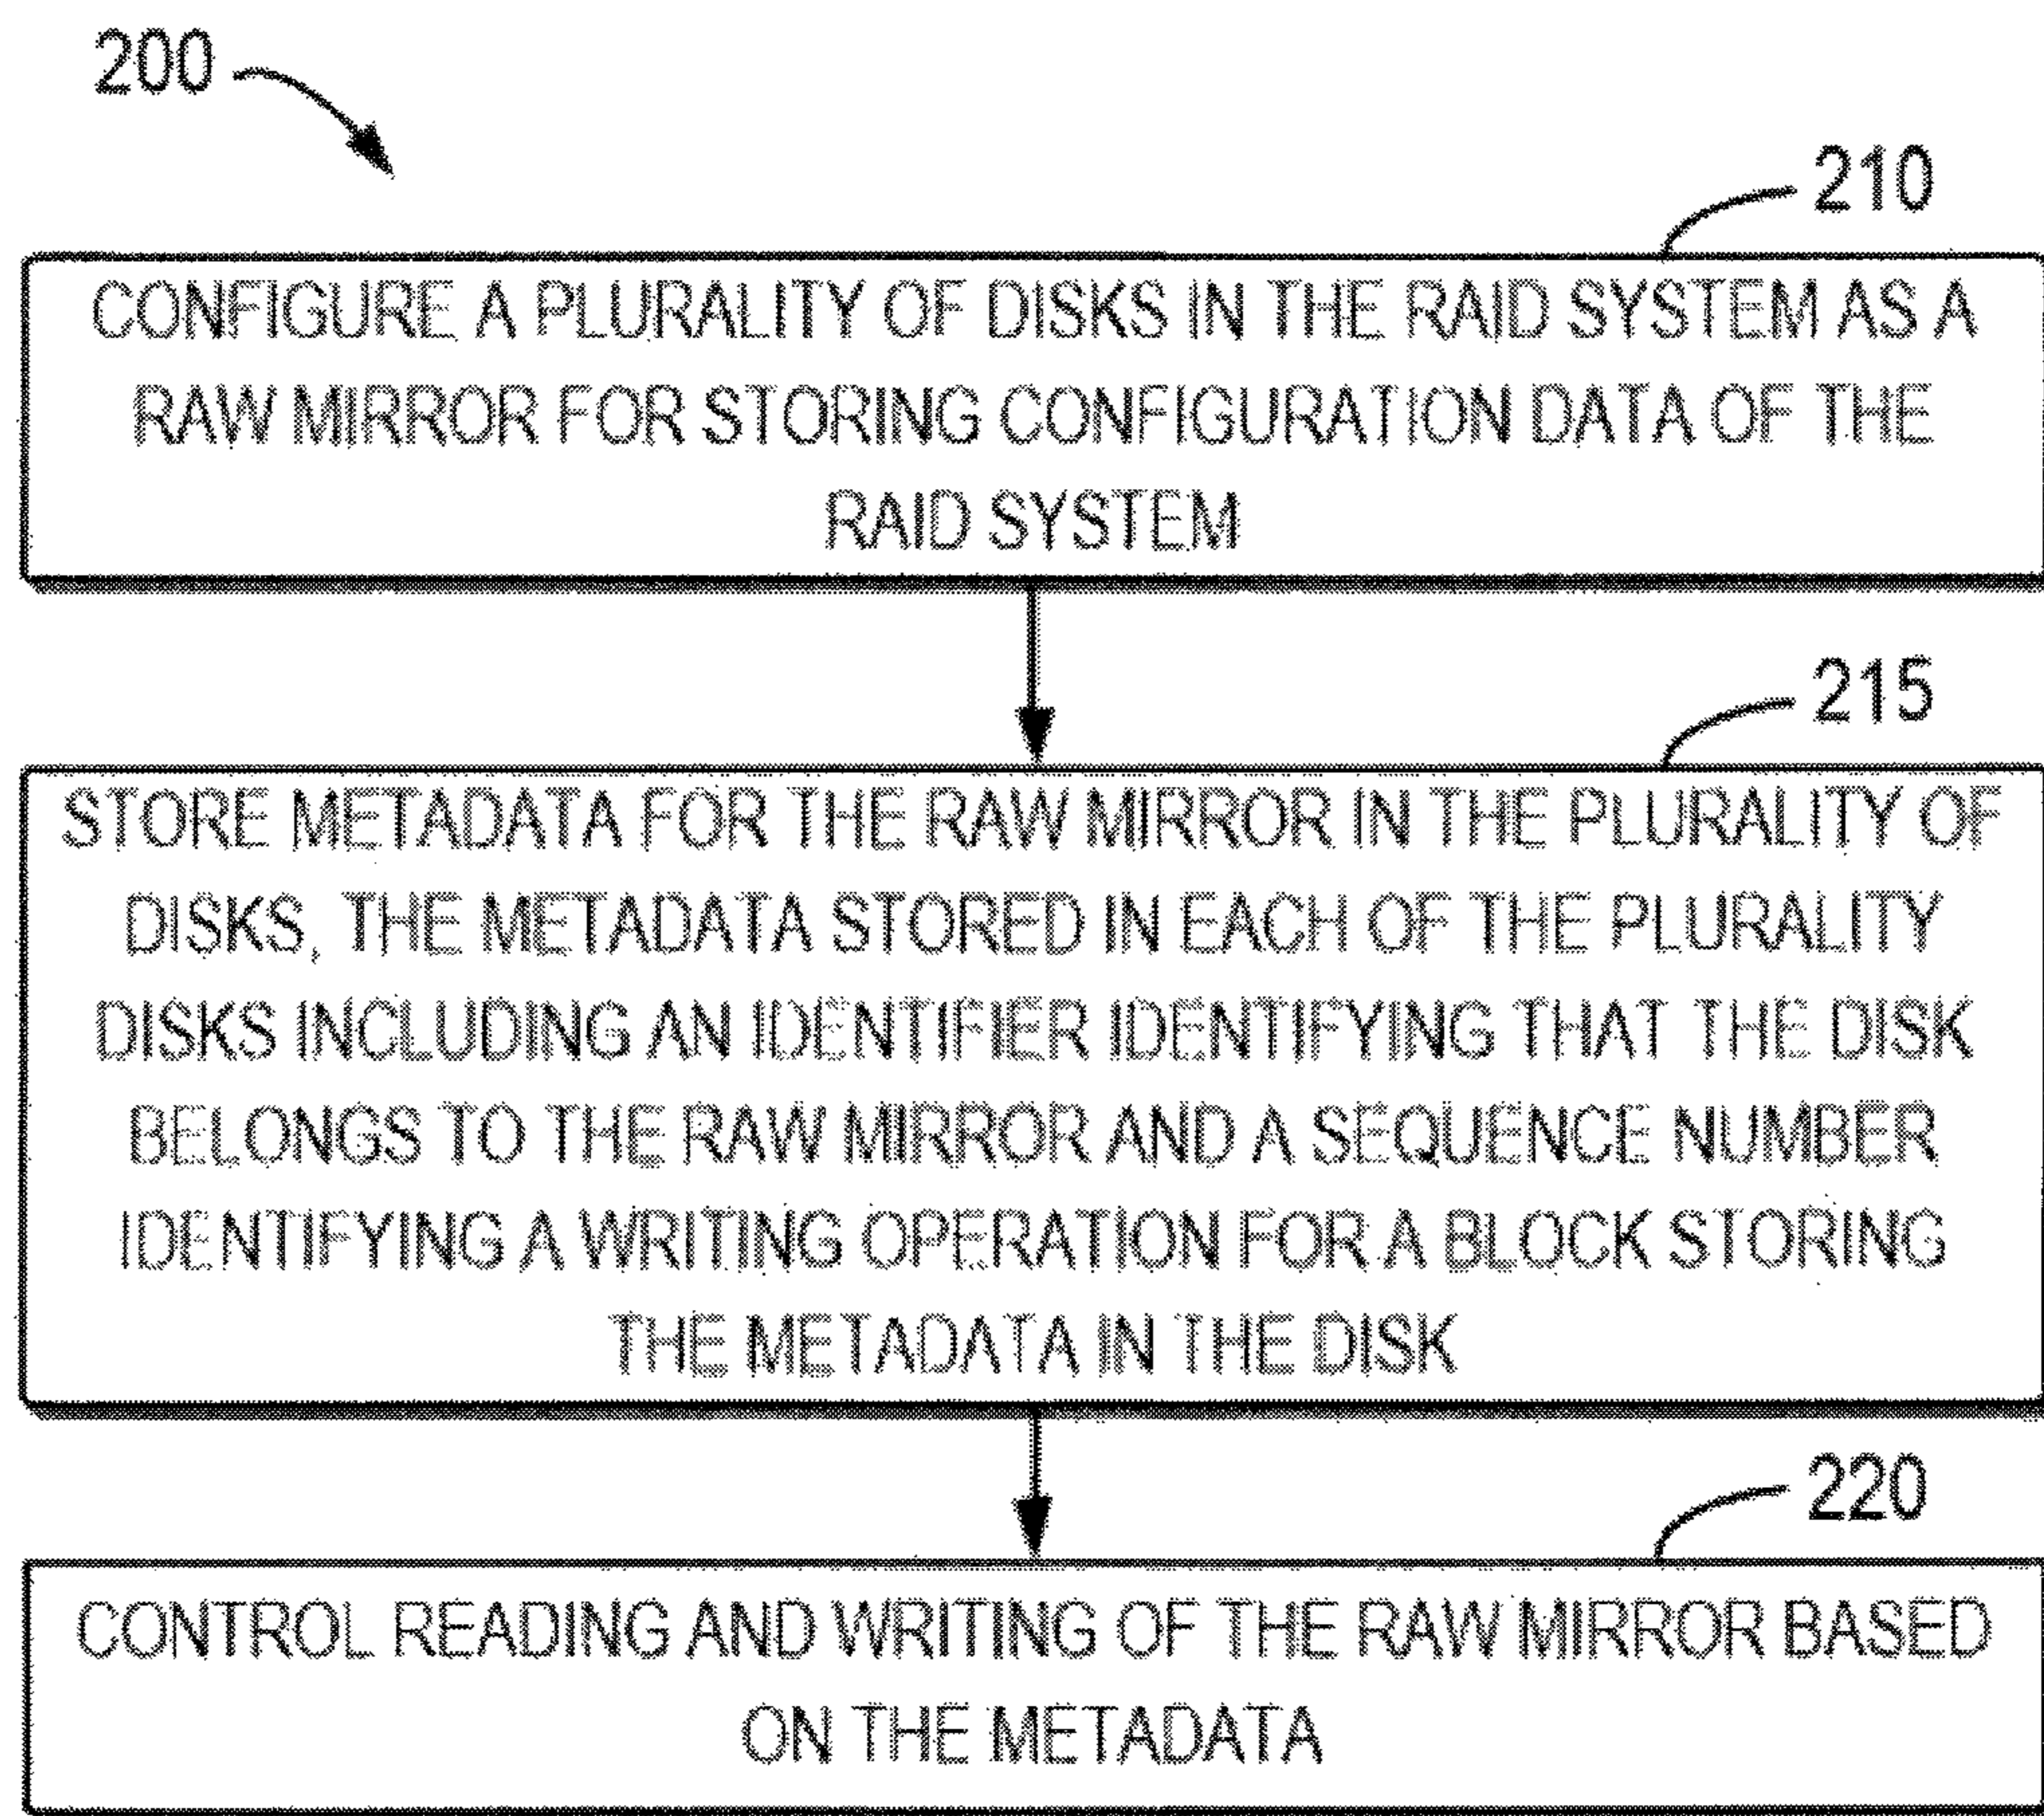 200
210
CONFIGURE A PLURALITY OF DISKS IN THE RAID SYSTEM AS A
RAW MIRROR FOR STORING CONFIGURATION DATA OF THE
RAID SYSTEM
215
STORE METADATA FOR THE RAW MIRROR IN THE PLURALITY OF
DISKS, THE METADATA STORED IN EACH OF THE PLURALITY
DISKS INCLUDING AN IDENTIFIER IDENTIFYING THAT THE DISK
BELONGS TO THE RAW MIRROR AND A SEQUENCE NUMBER
IDENTIFYING A WRITING OPERATION FOR A BLOCK STORING
THE METADATA IN THE DISK
220
CONTROL READING AND WRITING OF THE RAW MIRROR BASED
ON THE METADATA